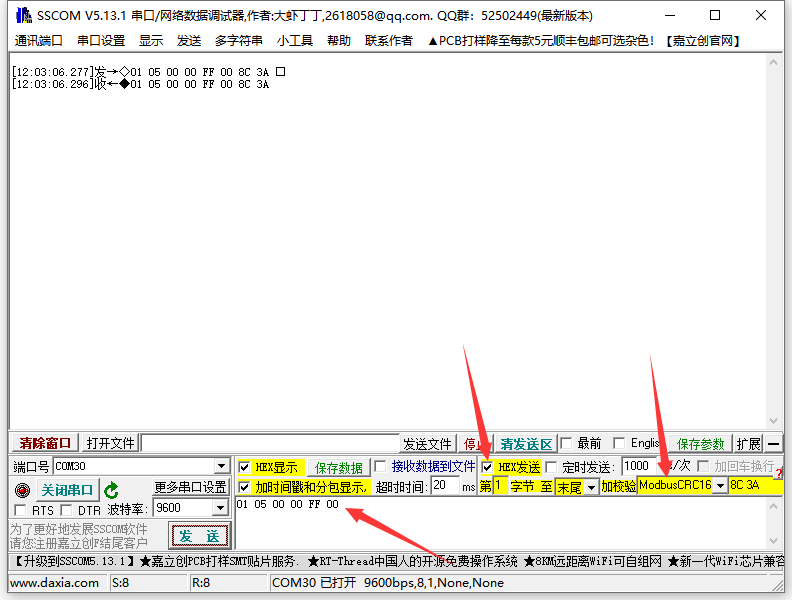 SSCOM V5.13.1 串口/网络数据调试器,作者:大虾丁丁,2618058@qq.com. QQ群: 52502449(最新版本)
通讯端口 串口设置 显示 发送 多字符串 小工具 帮助 联系作者 ▲PCB打样降至每款5元顺丰包邮可选杂色! 【嘉立创官网】
[12:03:06.277]发→◇01 05 00 00 FF 00 8C 3A □
[12:03:06.296]收←◆01 05 00 00 FF 00 8C 3A
清除窗口 打开文件 发送文件 停止 清发送区 最前 Englis 保存参数 扩展 —
端口号 COM30 HEX显示 保存数据 接收数据到文件 HEX发送 定时发送: 1000 /次 加回车换行
关闭串口 更多串口设置 加时间戳和分包显示, 超时时间: 20 ms 第 1 字节 至 末尾 加校验 ModbusCRC16 8C 3A
RTS DTR 波特率: 9600 01 05 00 00 FF 00
为了更好地发展SSCOM软件
请您注册嘉立创F结尾客户
发 送
【升级到SSCOM5.13.1】★嘉立创PCB打样SMT贴片服务. ★RT-Thread中国人的开源免费操作系统 ★8KM远距离WiFi可自组网 ★新一代WiFi芯片兼容
www.daxia.com S:8 R:8 COM30 已打开 9600bps,8,1,None,None